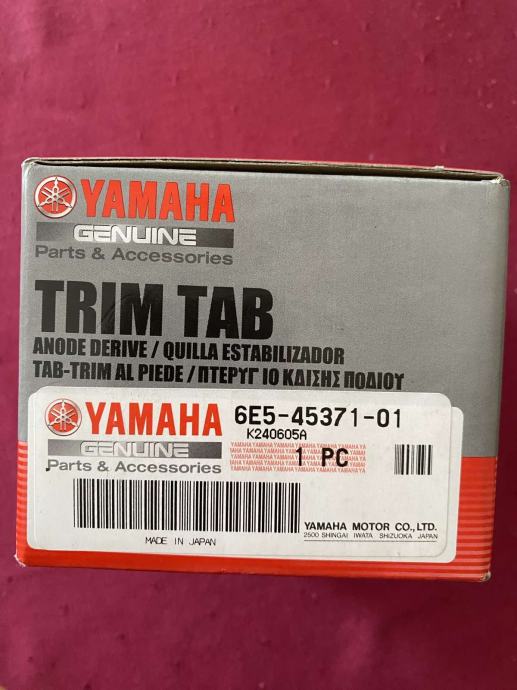 YAMAHA
GENUINE
Parts & Accessories
TRIM TAB
ANODE DERIVE / QUILLA ESTABILIZADOR
TAB-TRIM AL PIEDE / ΠΤΕΡΥΓ ΙΟ ΚΔΙΣΗΣ ΠΟΔΙΟΥ
YAMAHA 6E5-45371-01
K240605A
GENUINE
Parts & Accessories
1 PC
MADE IN JAPAN
YAMAHA MOTOR CO., LTD.
2500 SHINGAI IWATA SHIZUOKA JAPAN